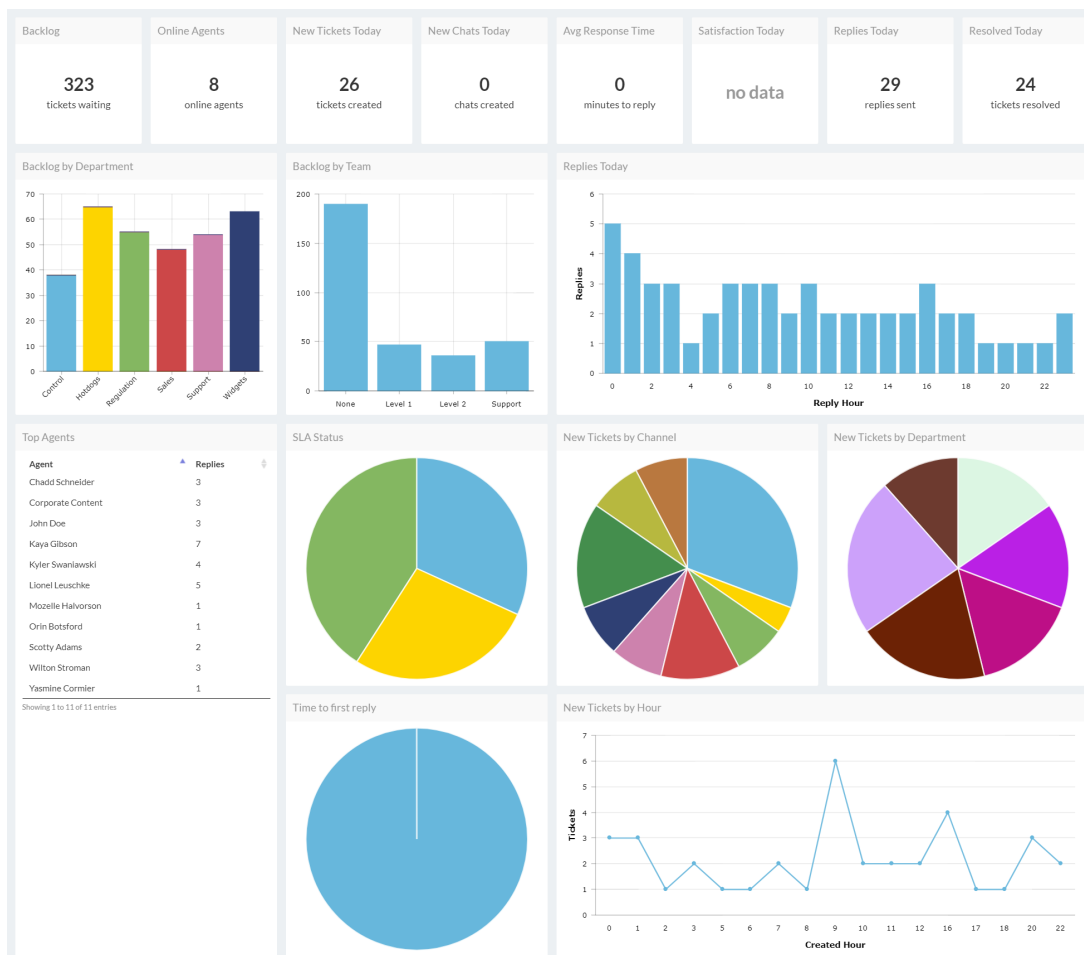 Backlog
323
tickets waiting
Online Agents
8
online agents
New Tickets Today
26
tickets created
New Chats Today
0
chats created
Avg Response Time
0
minutes to reply
Satisfaction Today
no data
Replies Today
29
replies sent
Resolved Today
24
tickets resolved
Backlog by Department
70
60
50
40
30
20
10
0
Control
Hotdogs
Regulation
Sales
Support
Widgets
Backlog by Team
200
150
100
50
0
None Level 1 Level 2 Support
Replies Today
Replies
6
5
4
3
2
1
0
0 2 4 6 8 10 12 14 16 18 20 22
Reply Hour
Top Agents
Agent Replies
Chadd Schneider 3
Corporate Content 3
John Doe 3
Kaya Gibson 7
Kyler Swaniawski 4
Lionel Leuschke 5
Mozelle Halvorson 1
Orin Botsford 1
Scotty Adams 2
Wilton Stroman 3
Yasmine Cormier 1
Showing 1 to 11 of 11 entries
SLA Status
New Tickets by Channel
New Tickets by Department
Time to first reply
New Tickets by Hour
Tickets
7
6
5
4
3
2
1
0
0 1 2 3 5 6 7 8 9 10 11 12 16 17 18 20 22
Created Hour